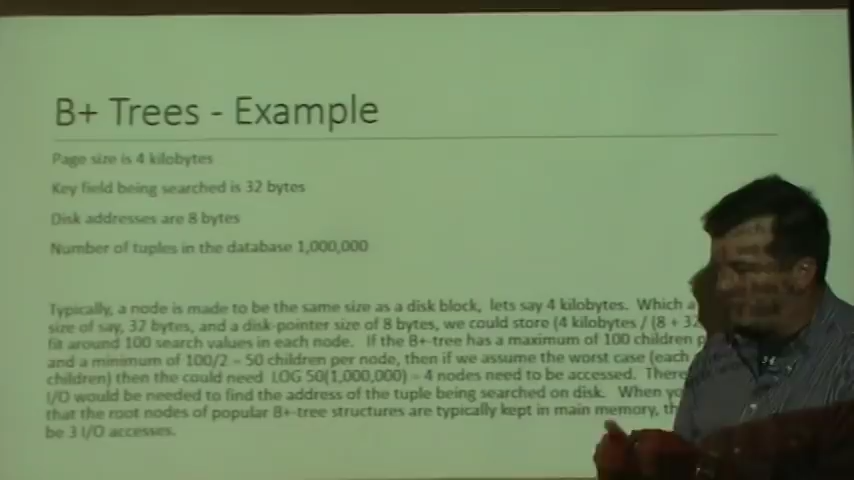 B+ Trees - Example
Page size is 4 kilobytes
Key field being searched is 32 bytes
Disk addresses are 8 bytes
Number of tuples in the database 1,000,000
Typically, a node is made to be the same size as a disk block, lets say 4 kilobytes. Which
size of say, 32 bytes, and a disk-pointer size of 8 bytes, we could store (4 kilobytes / (8 + 32
fit around 100 search values in each node. If the B+-tree has a maximum of 100 children
and a minimum of 100/2 = 50 children per node, then if we assume the worst case (each
children) then the could need LOG 50(1,000,000) = 4 nodes need to be accessed.
I/O would be needed to find the address of the tuple being searched on disk. When
that the root nodes of popular B+-tree structures are typically kept in main memory,
be 3 I/O accesses.